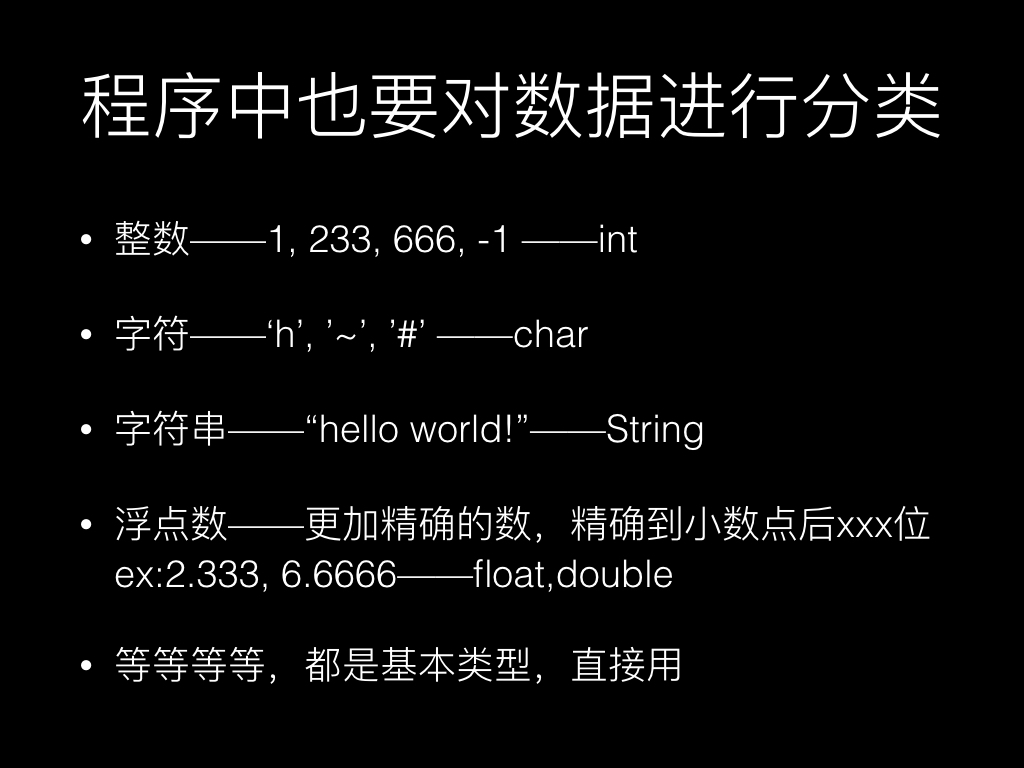 程序中也要对数据进行分类
• 整数——1, 233, 666, -1 ——int
• 字符——‘h’, ’~’, ’#’ ——char
• 字符串——“hello world!”——String
• 浮点数——更加精确的数，精确到小数点后xxx位
ex:2.333, 6.6666——float,double
• 等等等等，都是基本类型，直接用